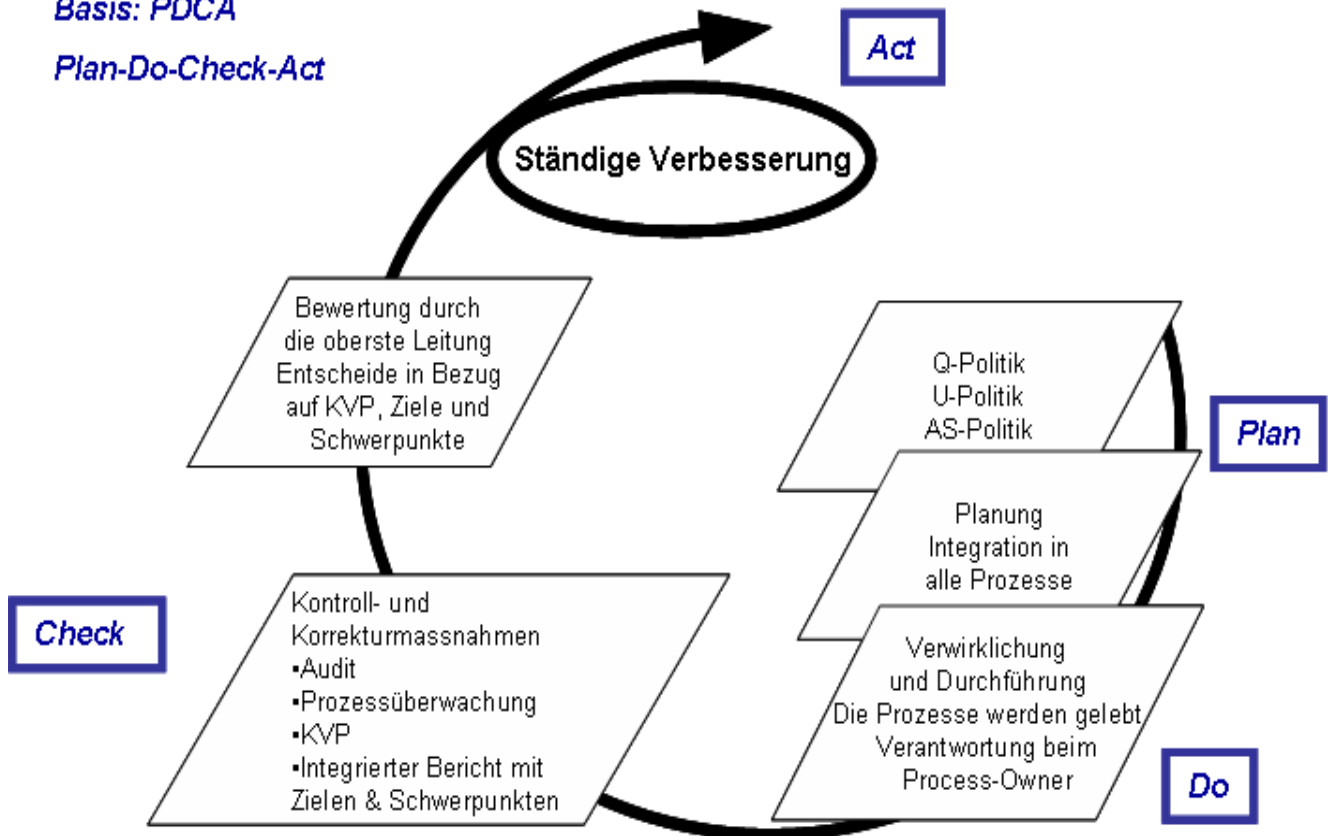 Basis: PDCA
Plan-Do-Check-Act
Act
Ständige Verbesserung
Bewertung durch
die oberste Leitung
Entscheide in Bezug
auf KVP, Ziele und
Schwerpunkte
Q-Politik
U-Politik
AS-Politik
Plan
Planung
Integration in
alle Prozesse
Check
Kontroll- und
Korrekturmassnahmen
▪Audit
▪Prozessüberwachung
▪KVP
▪Integrierter Bericht mit
Zielen & Schwerpunkten
Verwirklichung
und Durchführung
Die Prozesse werden gelebt
Verantwortung beim
Process-Owner
Do